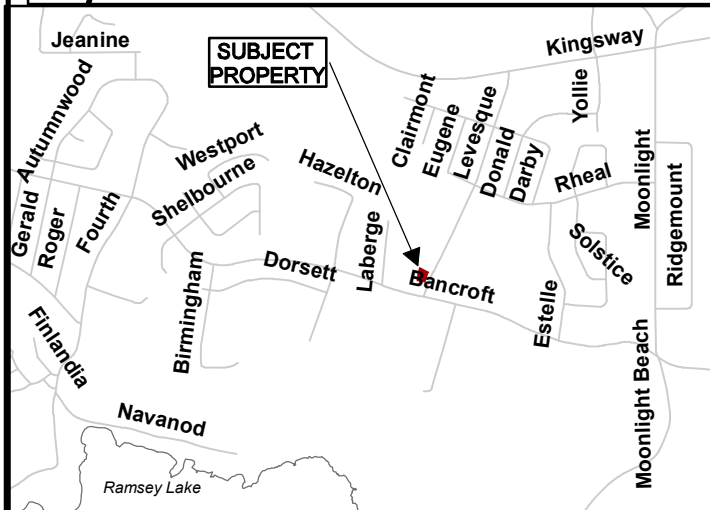 Jeanine
SUBJECT
PROPERTY
Kingsway
Autumnwood
Clairmont
Eugene
Levesque
Donald
Darby
Yollie
Westport
Shelbourne
Hazelton
Rheal
Moonlight
Ridgemount
Gerald
Roger
Fourth
Laberge
Solstice
Dorsett
Bancroft
Birmingham
Estelle
Finlandia
Moonlight Beach
Navanod
Ramsey Lake